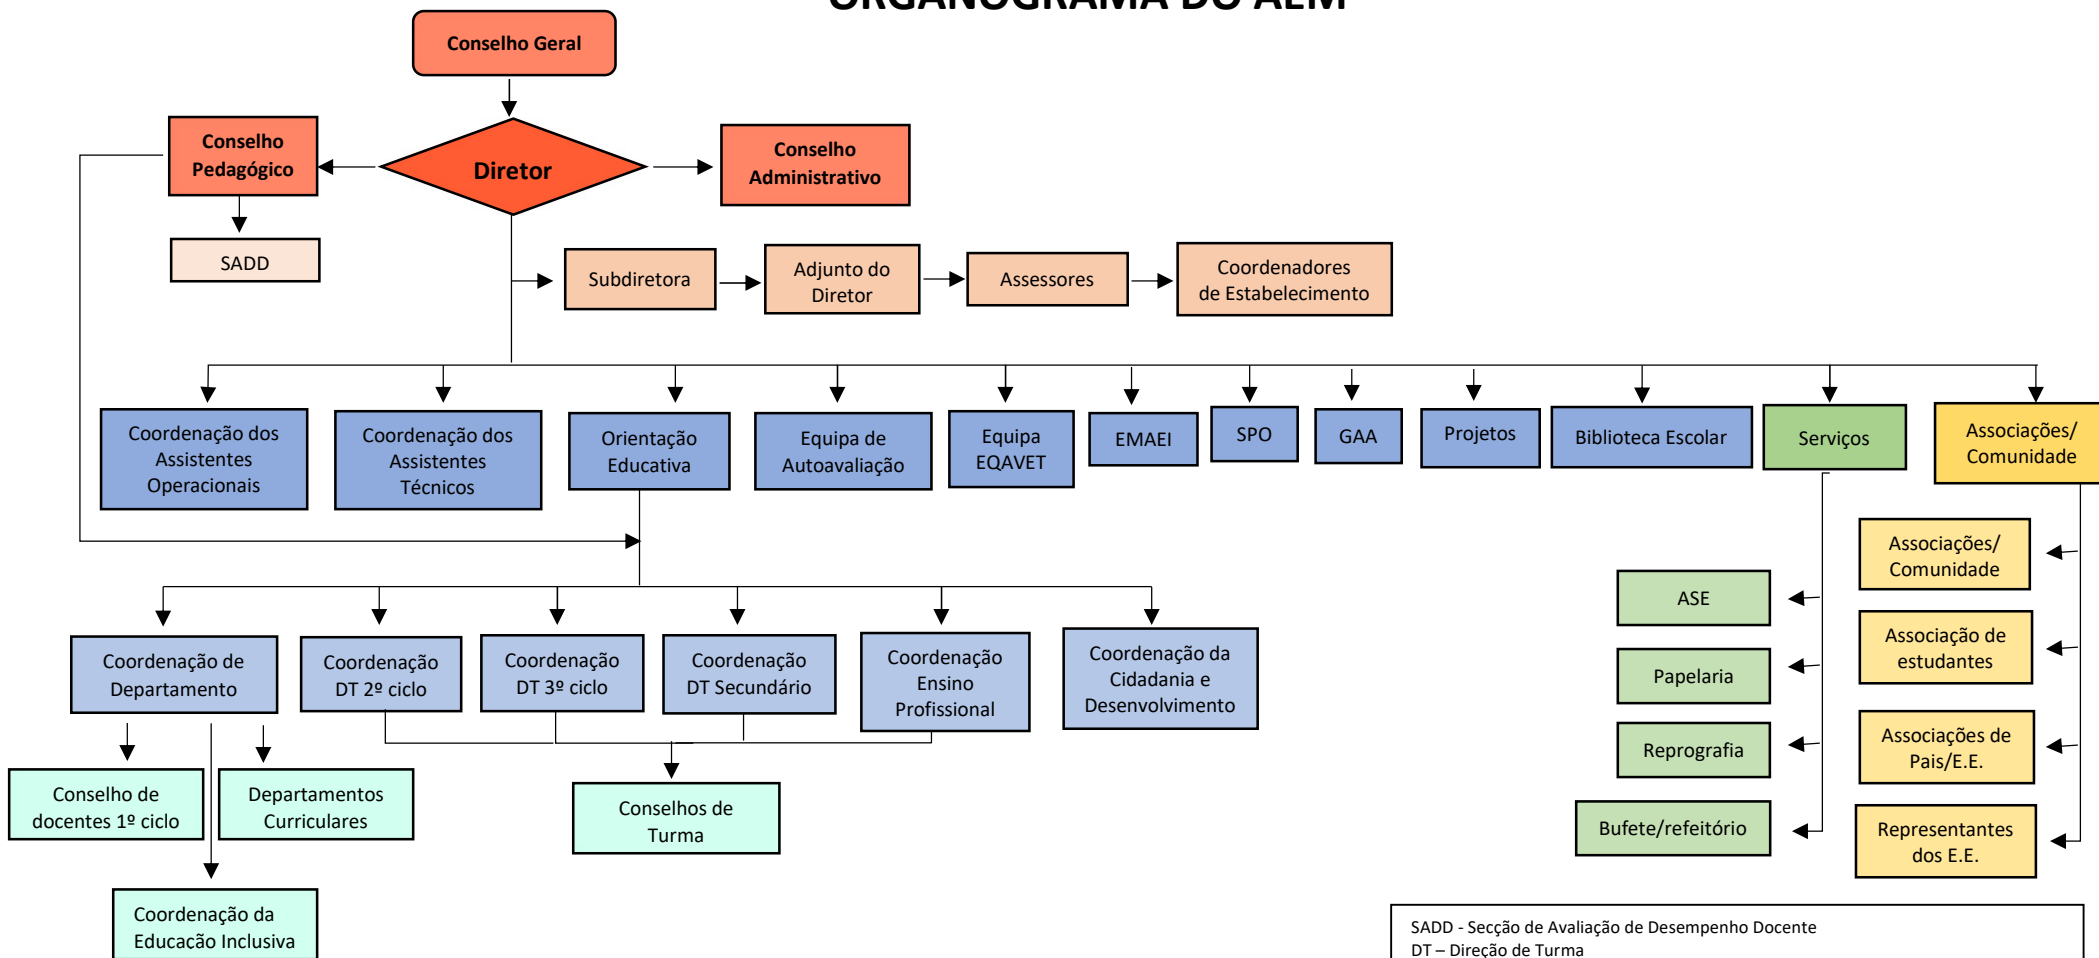 ORGANOGRAMA DO AEM
Conselho Geral
Conselho
Pedagógico
Diretor
Conselho
Administrativo
SADD
Subdiretora
Adjunto do
Diretor
Assessores
Coordenadores
de Estabelecimento
Coordenação dos
Assistentes
Operacionais
Coordenação dos
Assistentes
Técnicos
Orientação
Educativa
Equipa de
Autoavaliação
Equipa
EQAVET
EMAEI
SPO
GAA
Projetos
Biblioteca Escolar
Serviços
Associações/
Comunidade
Associações/
Comunidade
Associação de
estudantes
Associações de
Pais/E.E.
Representantes
dos E.E.
ASE
Papelaria
Reprografia
Bufete/refeitório
Coordenação de
Departamento
Coordenação
DT 2º ciclo
Coordenação
DT 3º ciclo
Coordenação
DT Secundário
Coordenação
Ensino
Profissional
Coordenação da
Cidadania e
Desenvolvimento
Conselho de
docentes 1º ciclo
Departamentos
Curriculares
Conselhos de
Turma
Coordenação da
Educação Inclusiva
SADD - Secção de Avaliação de Desempenho Docente
DT – Direção de Turma